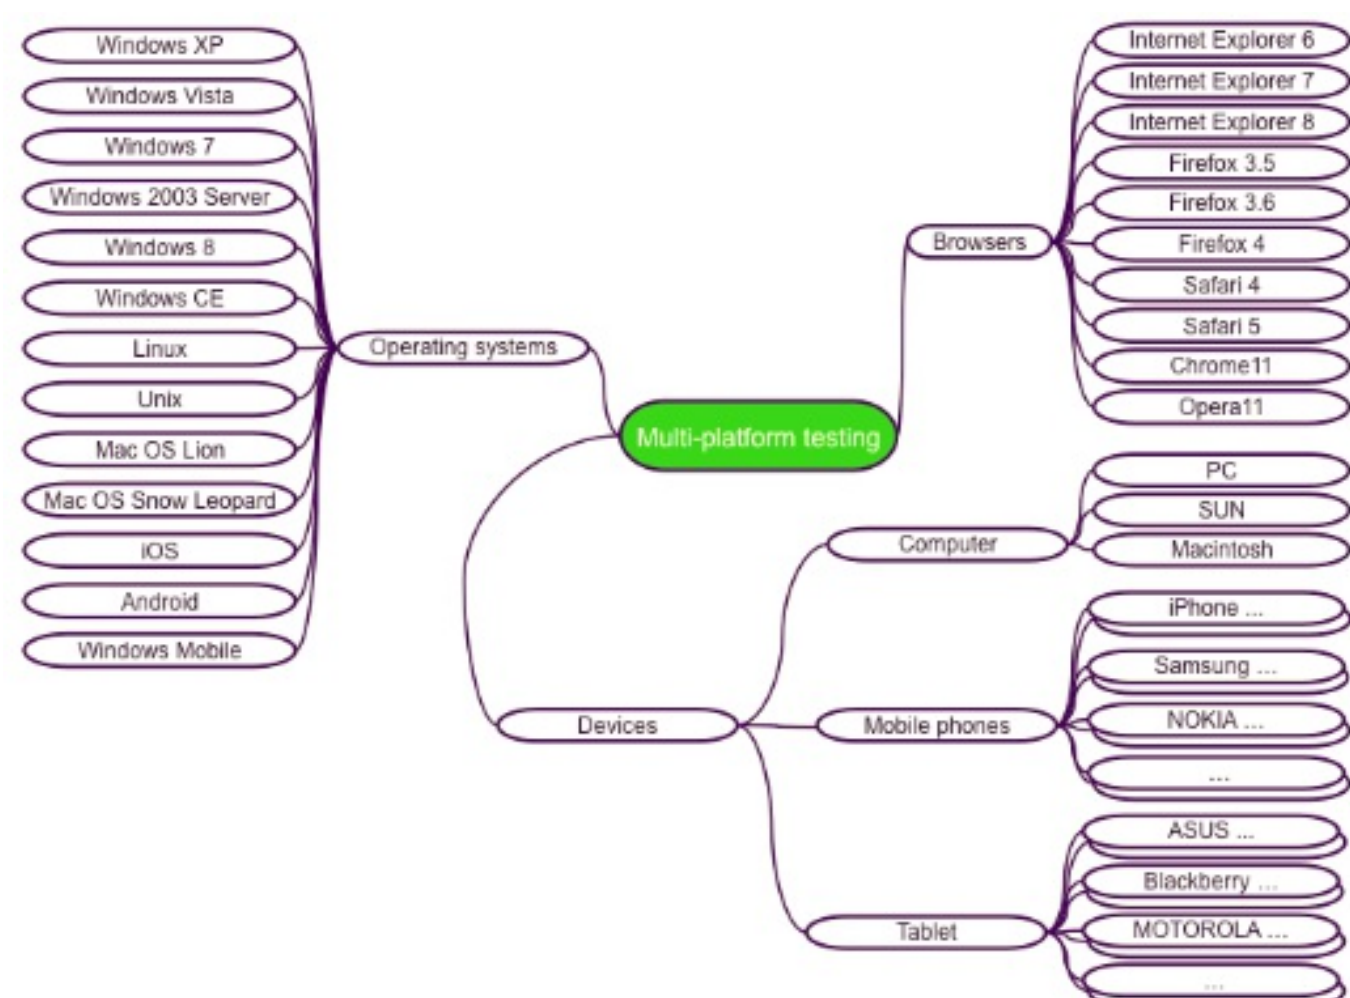 Windows XP
Windows Vista
Windows 7
Windows 2003 Server
Windows 8
Windows CE
Linux
Unix
Mac OS Lion
Mac OS Snow Leopard
iOS
Android
Windows Mobile
Operating systems
Multi-platform testing
Browsers
Internet Explorer 6
Internet Explorer 7
Internet Explorer 8
Firefox 3.5
Firefox 3.6
Firefox 4
Safari 4
Safari 5
Chrome11
Opera11
Devices
Computer
PC
SUN
Macintosh
Mobile phones
iPhone ...
Samsung ...
NOKIA ...
...
Tablet
ASUS ...
Blackberry ...
MOTOROLA ...
...